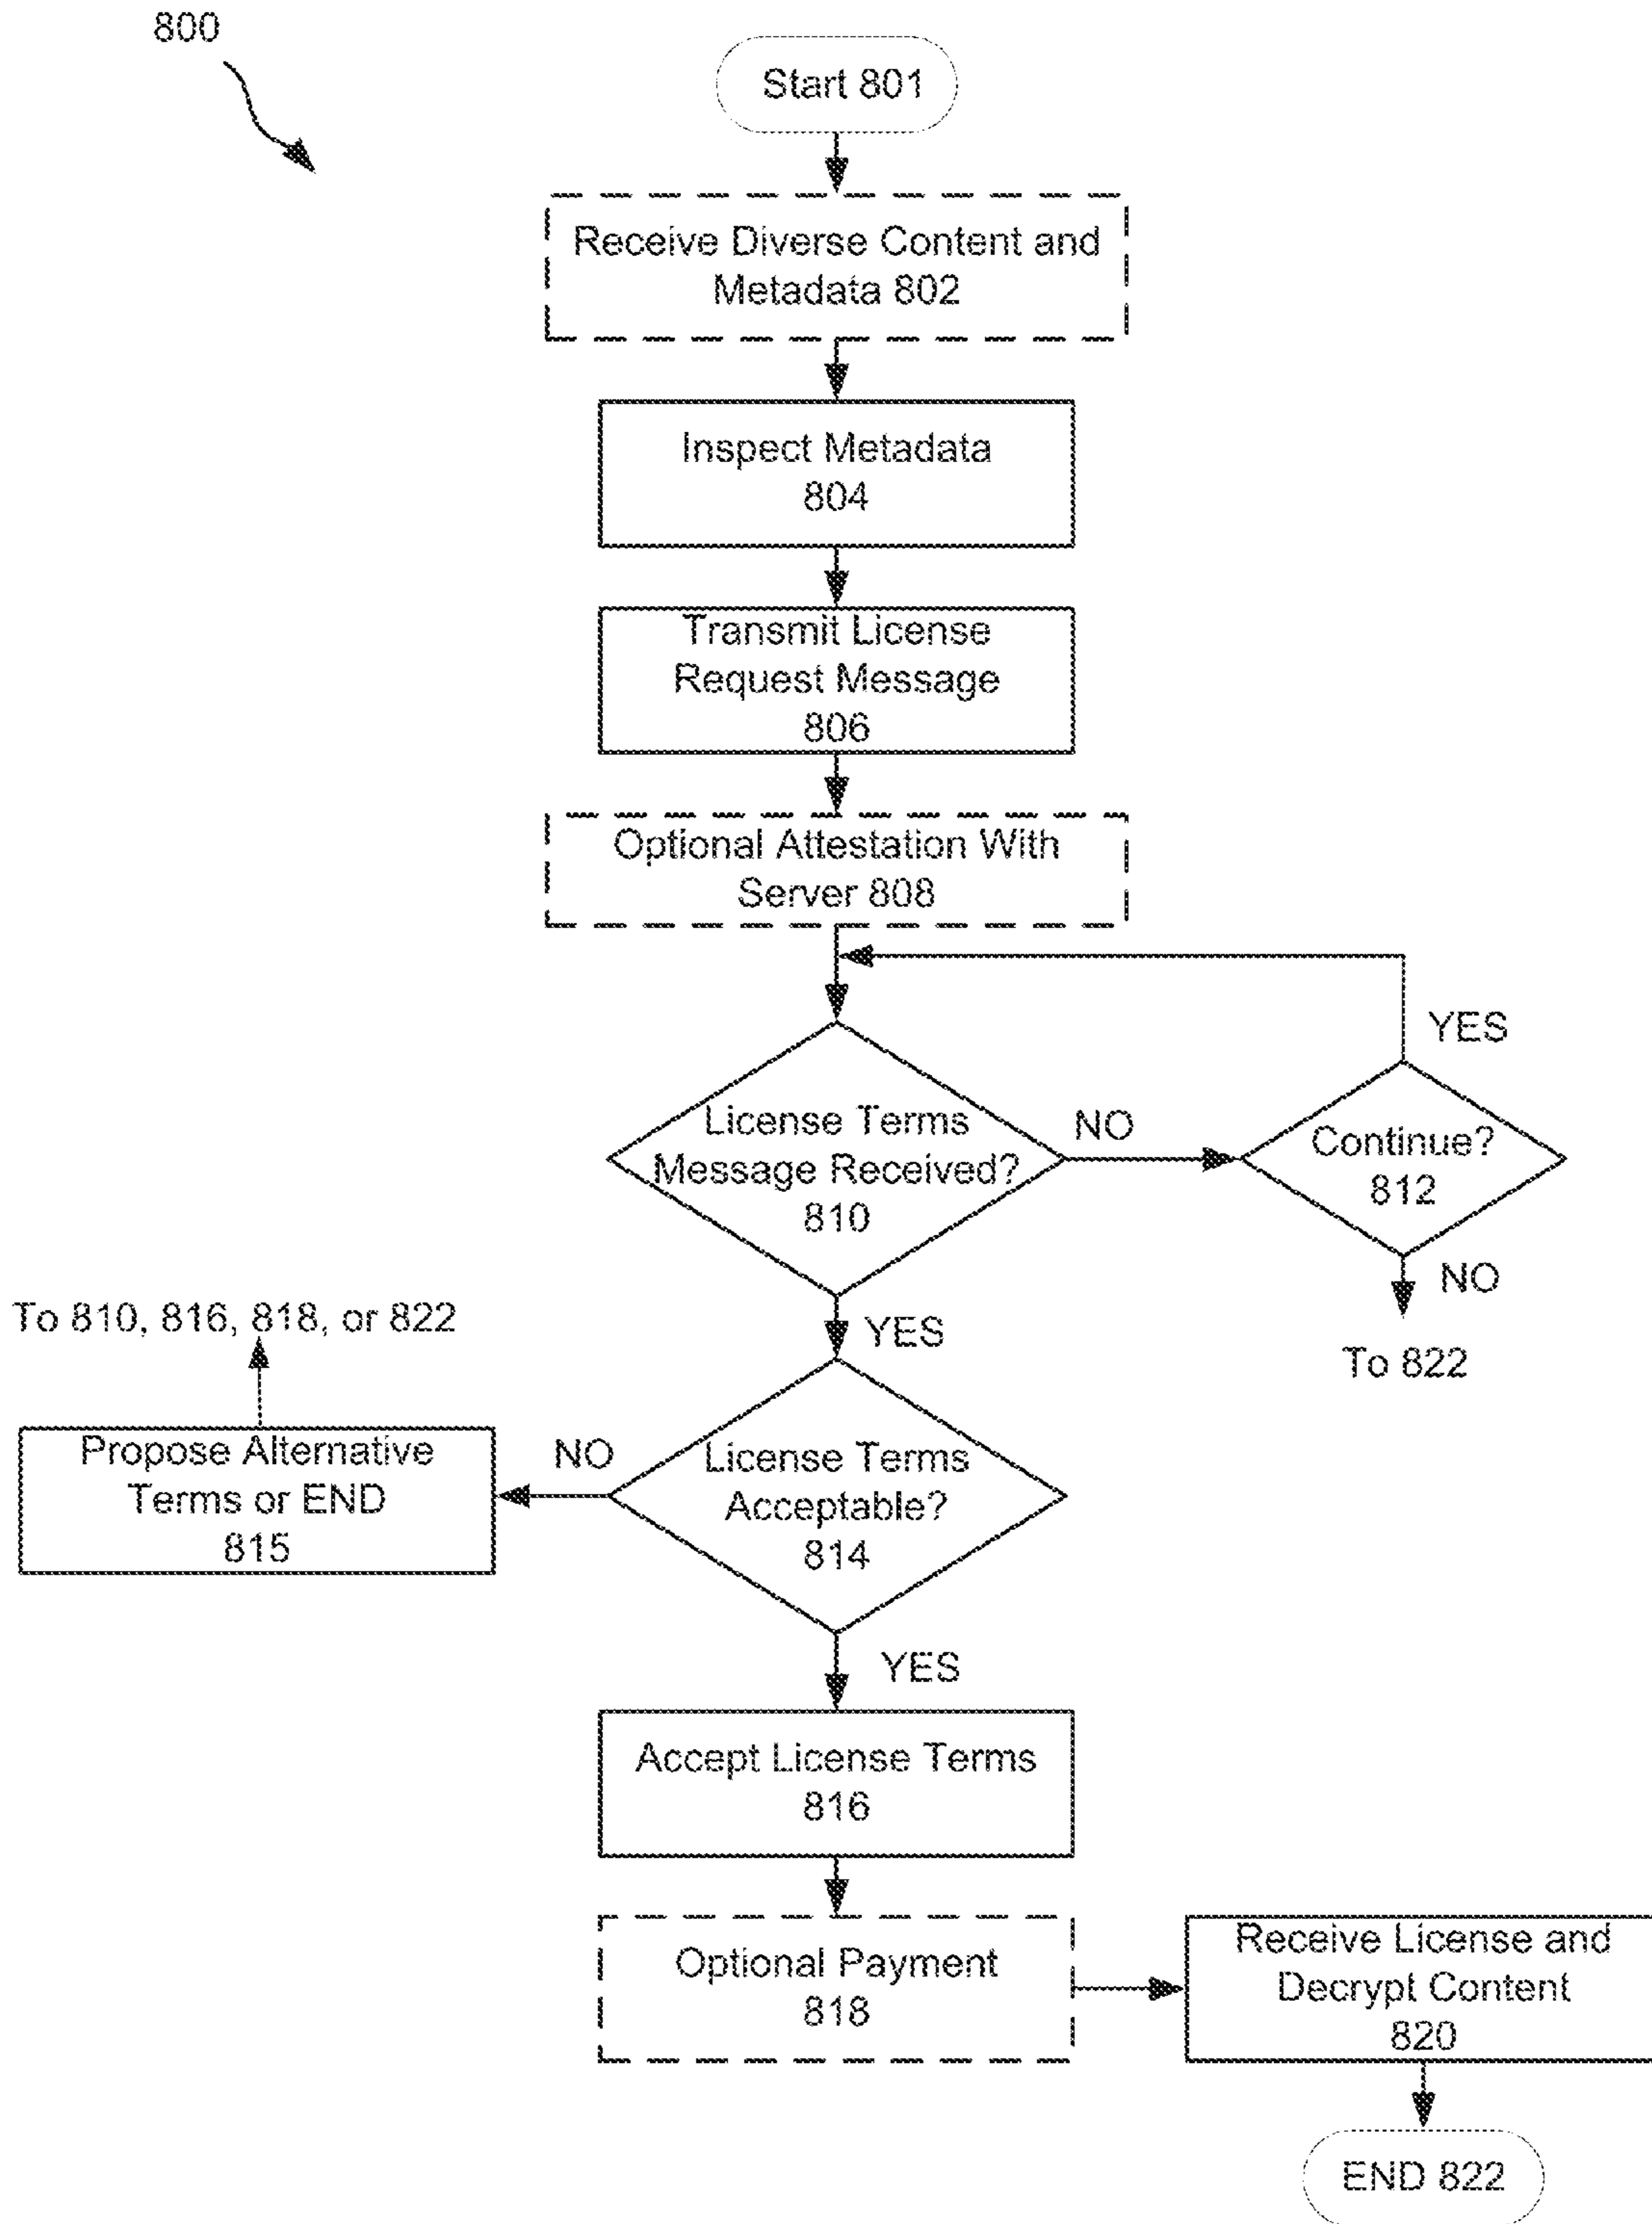 800
Start 801
Receive Diverse Content and
Metadata 802
Inspect Metadata
804
Transmit License
Request Message
806
Optional Attestation With
Server 808
YES
License Terms
Message Received?
810
NO
Continue?
812
NO
To 822
YES
To 810, 816, 818, or 822
Propose Alternative
Terms or END
815
NO
License Terms
Acceptable?
814
YES
Accept License Terms
816
Optional Payment
818
Receive License and
Decrypt Content
820
END 822